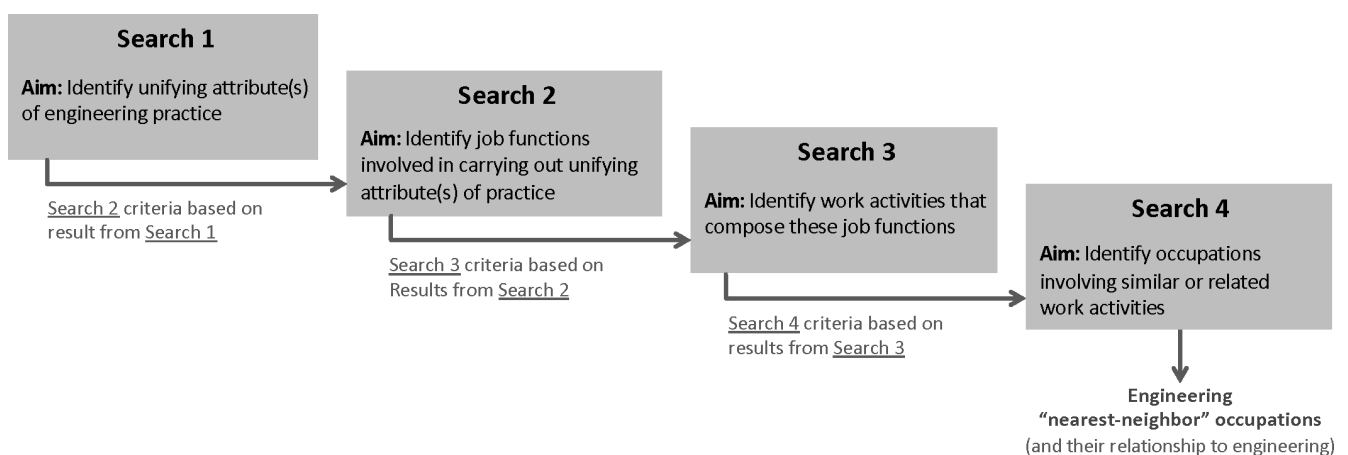 Search 1
Aim: Identify unifying attribute(s)
of engineering practice
Search 2 criteria based on
result from Search 1
Search 2
Aim: Identify job functions
involved in carrying out unifying
attribute(s) of practice
Search 3 criteria based on
Results from Search 2
Search 3
Aim: Identify work activities that
compose these job functions
Search 4 criteria based on
results from Search 3
Search 4
Aim: Identify occupations
involving similar or related
work activities
Engineering
“nearest-neighbor” occupations
(and their relationship to engineering)